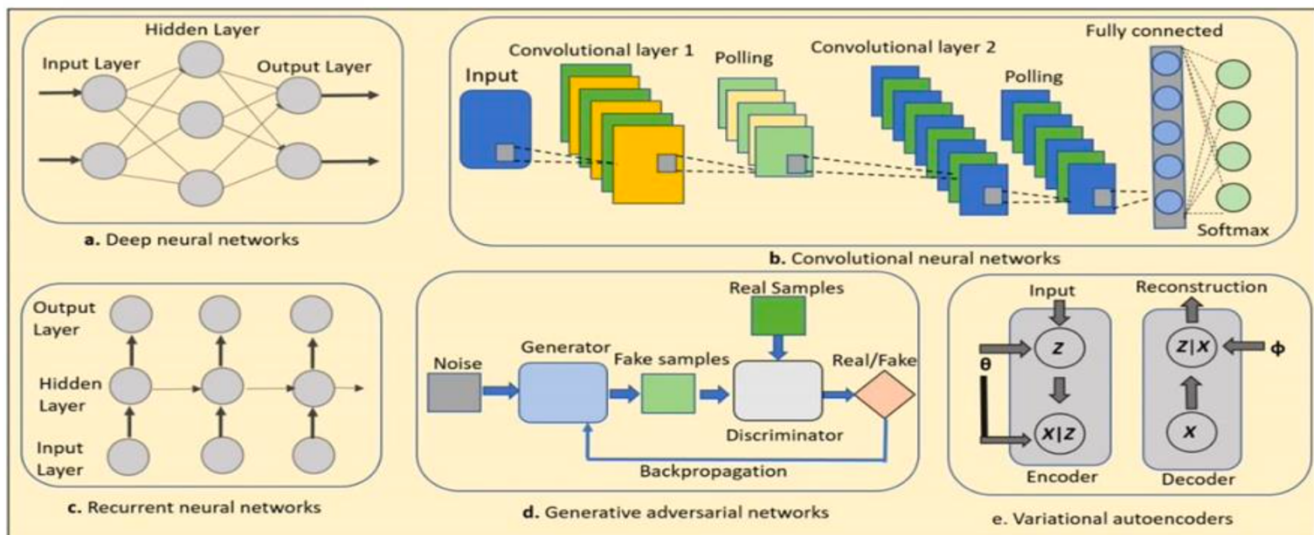 Hidden Layer
Input Layer
Output Layer
a. Deep neural networks
Input
Convolutional layer 1
Polling
Convolutional layer 2
Polling
Fully connected
Softmax
b. Convolutional neural networks
Output
Layer
Hidden
Layer
Input
Layer
c. Recurrent neural networks
Real Samples
Noise
Generator
Fake samples
Real/Fake
Discriminator
Backpropagation
d. Generative adversarial networks
Input
Reconstruction
Z
Z|X
θ
ϕ
X|Z
X
Encoder
Decoder
e. Variational autoencoders